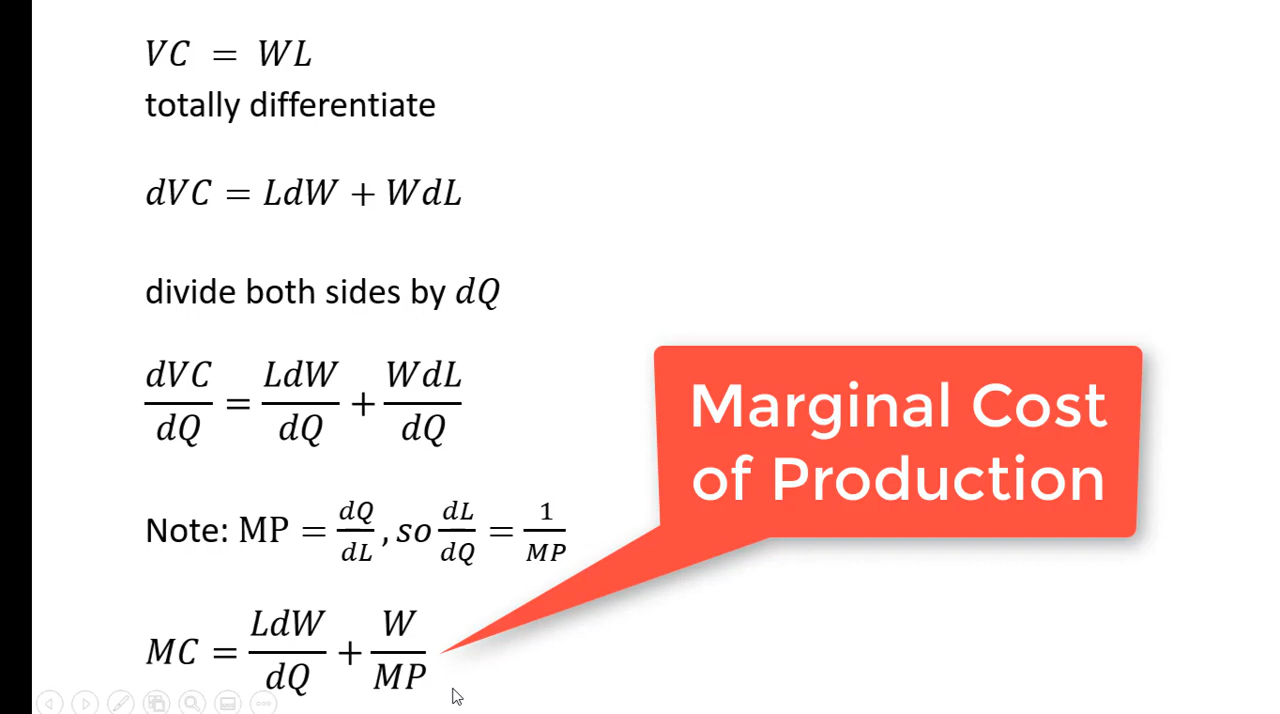 VC = WL
totally differentiate
dVC = LdW + WdL
divide both sides by dQ
dVC/dQ = LdW/dQ + WdL/dQ
Marginal Cost
of Production
Note: MP = dQ/dL, so dL/dQ = 1/MP
MC = LdW/dQ + W/MP